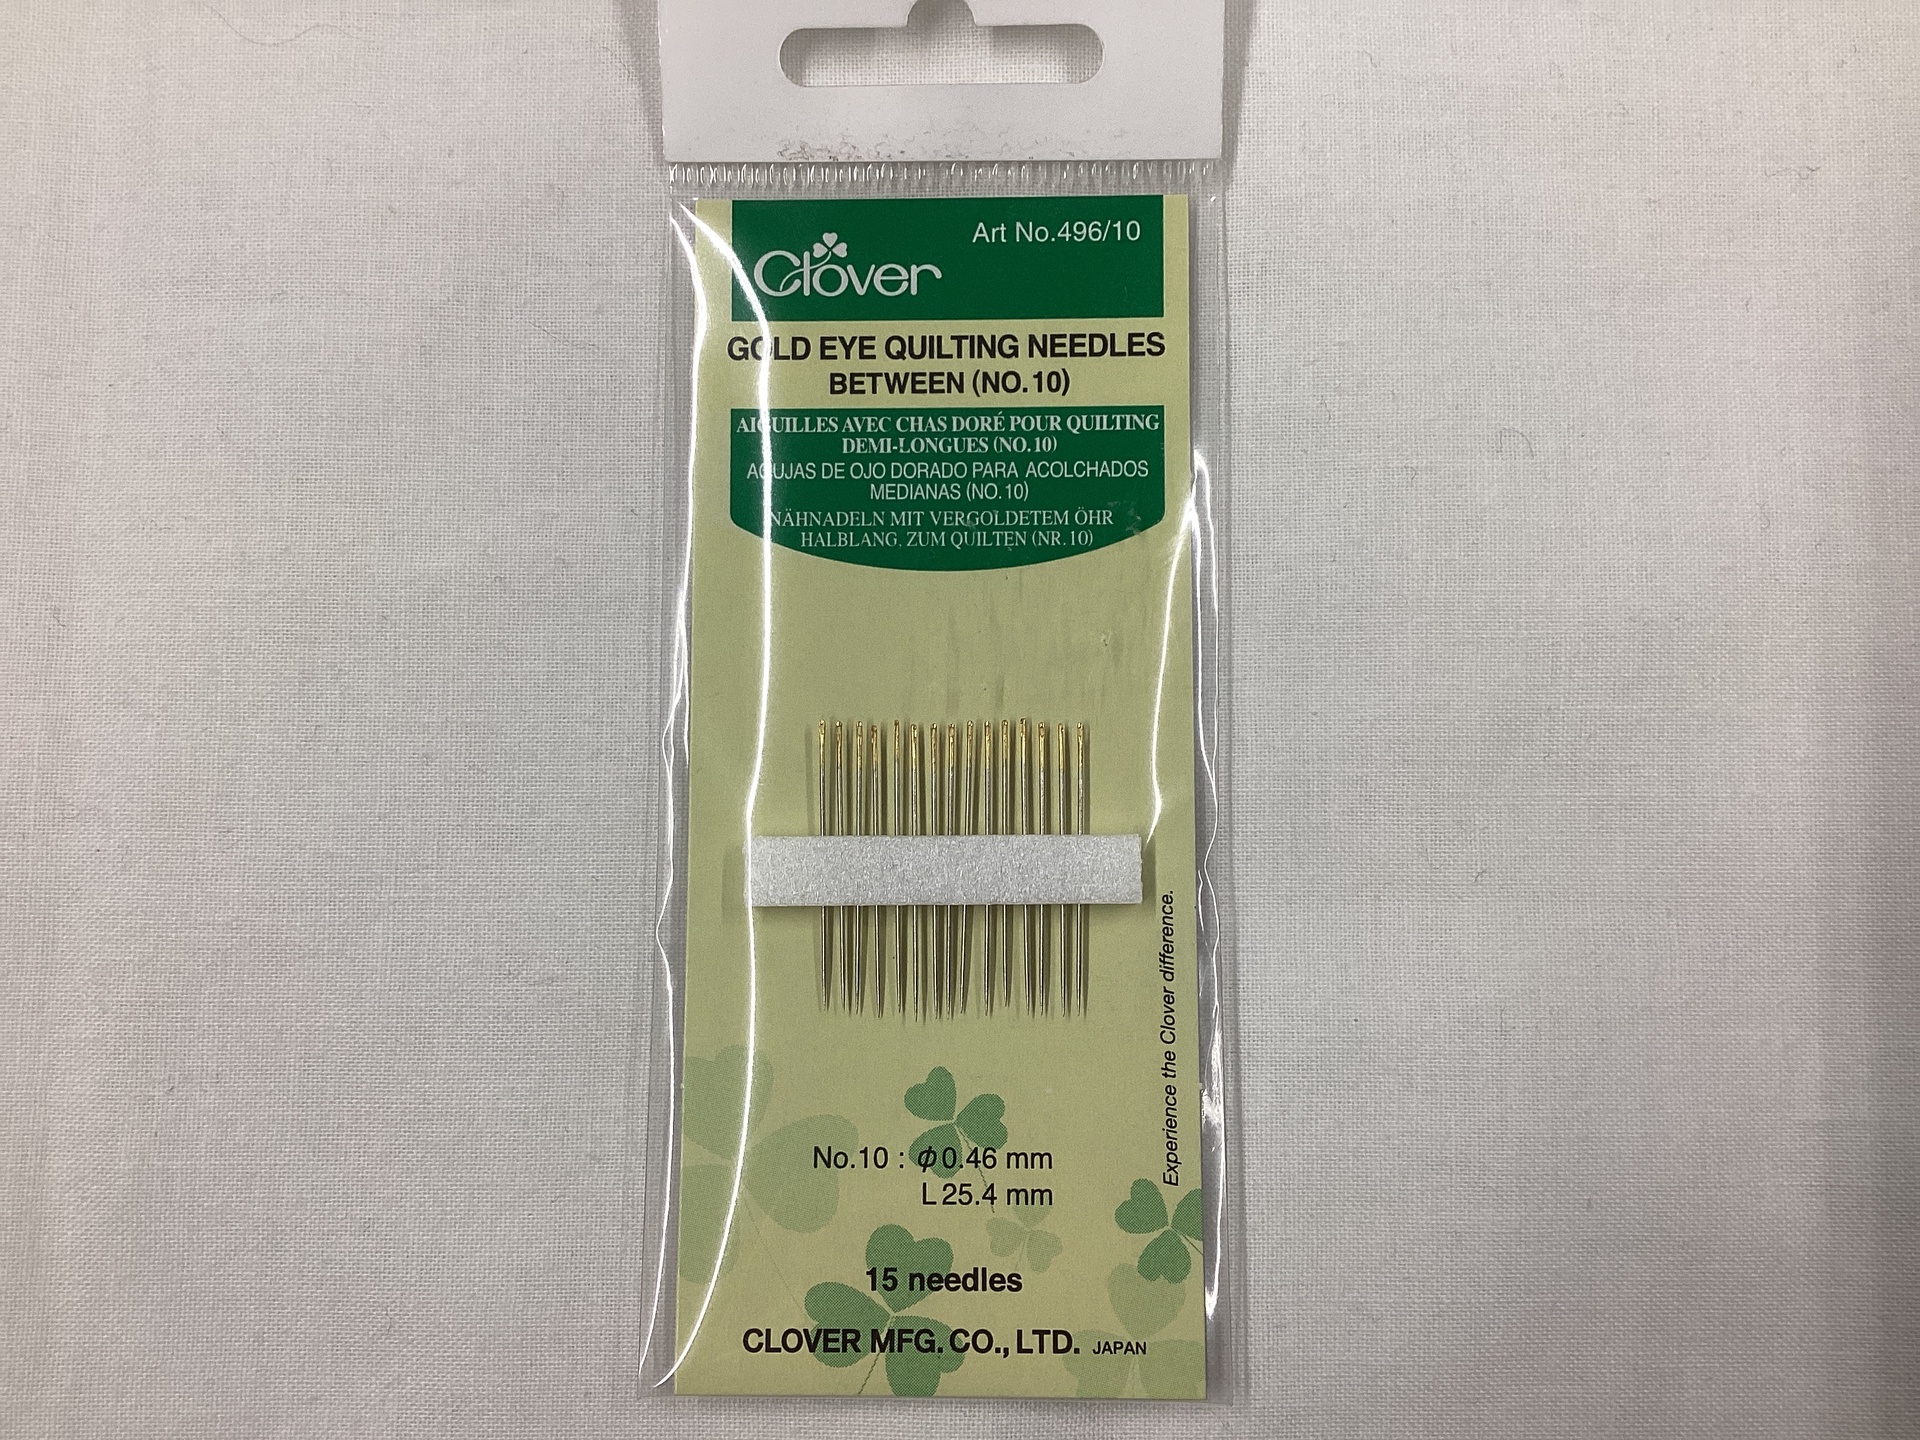 Art No.496/10
Clover
GOLD EYE QUILTING NEEDLES
BETWEEN (NO.10)
AIGUILLES AVEC CHAS DORÉ POUR QUILTING
DEMI-LONGUES (NO.10)
AGUJAS DE OJO DORADO PARA ACOLCHADOS
MEDIANAS (NO.10)
NÄHNADELN MIT VERGOLDETEM ÖHR
HALBLANG, ZUM QUILTEN (NR.10)
Experience the Clover difference.
No.10 : ϕ0.46 mm
L 25.4 mm
15 needles
CLOVER MFG. CO., LTD. JAPAN